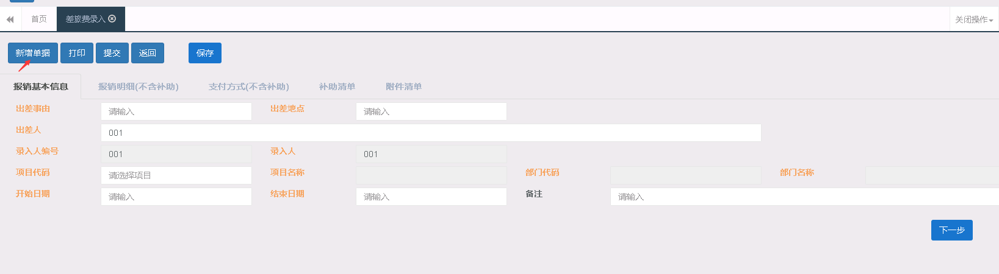 首页 差旅费录入 关闭操作
新增单据 打印 提交 返回 保存
报销基本信息 报销明细(不含补助) 支付方式(不含补助) 补助清单 附件清单
出差事由 请输入 出差地点 请输入
出差人 001
录入人编号 001 录入人 001
项目代码 请选择项目 项目名称 部门代码 部门名称
开始日期 请输入 结束日期 请输入 备注 请输入
下一步